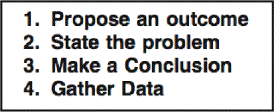 1. Propose an outcome
2. State the problem
3. Make a Conclusion
4. Gather Data